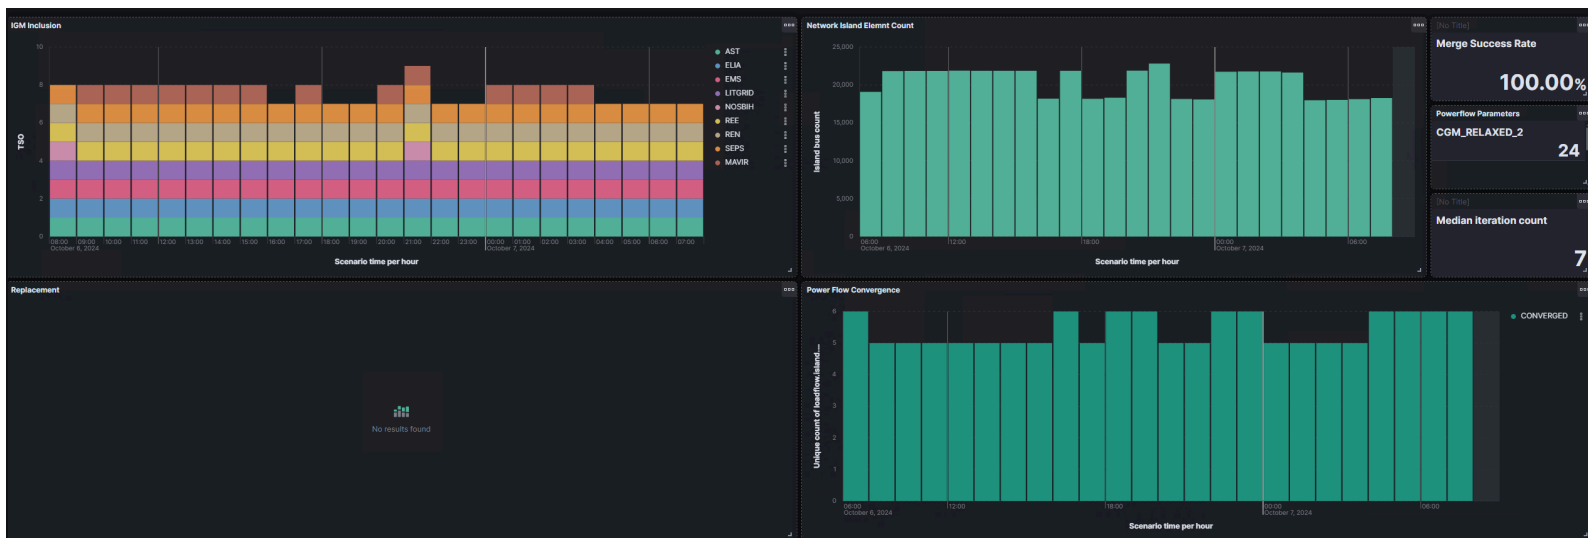 IGM Inclusion
10
8
6
4
2
0
TSO
08:00
09:00
10:00
11:00
12:00
13:00
14:00
15:00
16:00
17:00
18:00
19:00
20:00
21:00
22:00
23:00
00:00
01:00
02:00
03:00
04:00
05:00
06:00
07:00
October 6, 2024
October 7, 2024
Scenario time per hour
AST
ELIA
EMS
LITGRID
NOSBIH
REE
REN
SEPS
MAVIR
Network Island Elemnt Count
25,000
20,000
15,000
10,000
5,000
0
Island bus count
06:00
12:00
18:00
00:00
06:00
October 6, 2024
October 7, 2024
Scenario time per hour
[No Title]
Merge Success Rate
100.00%
Powerflow Parameters
CGM_RELAXED_2
24
[No Title]
Median iteration count
7
Replacement
No results found
Power Flow Convergence
6
5
4
3
2
1
0
Unique count of loadflow.island....
06:00
12:00
18:00
00:00
06:00
October 6, 2024
October 7, 2024
Scenario time per hour
CONVERGED